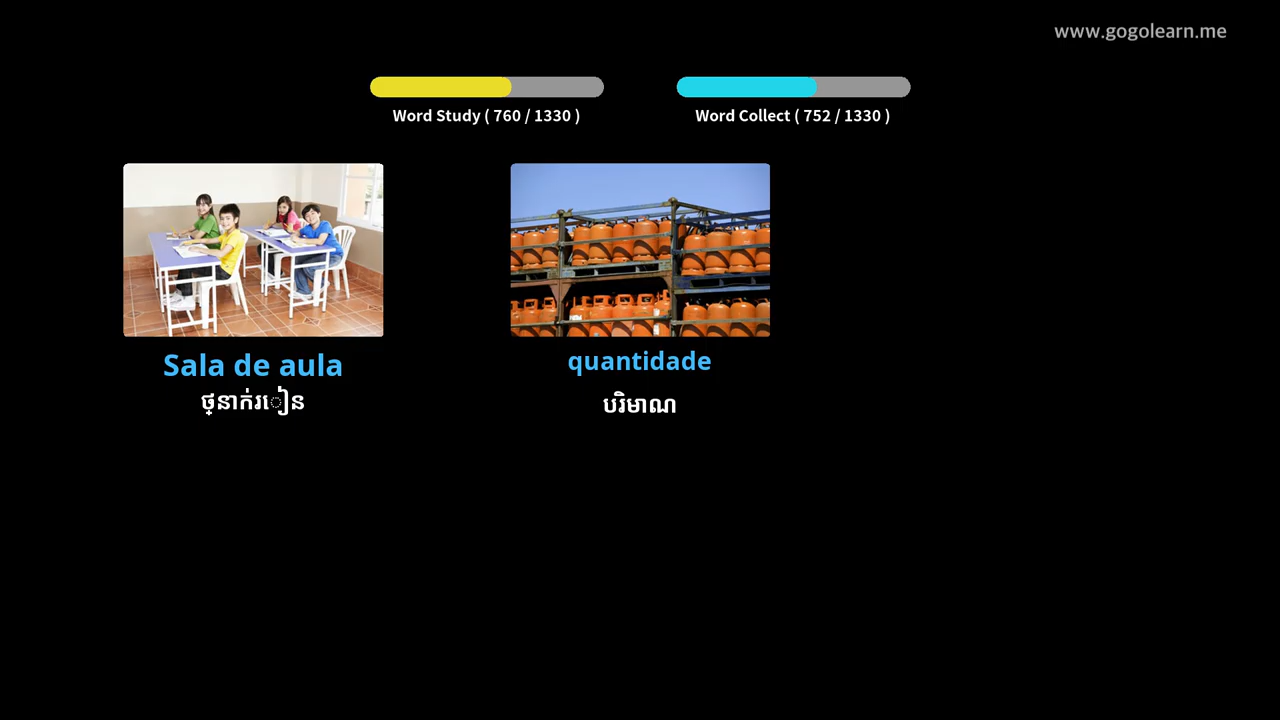 www.gogolearn.me
Word Study ( 760 / 1330 )
Word Collect ( 752 / 1330 )
Sala de aula
ថ្នាក់រៀន
quantidade
បរិមាណ